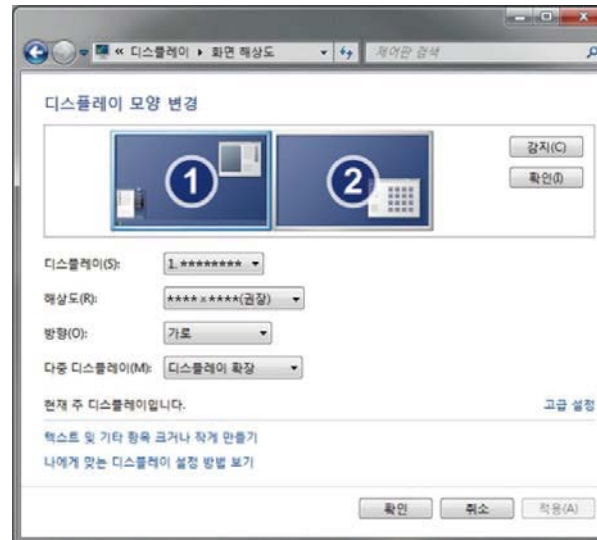 « 디스플레이 ▸ 화면 해상도 제어판 검색
디스플레이 모양 변경
1 2
감지(C)
확인(I)
디스플레이(S): 1.********
해상도(R): ****×****(권장)
방향(O): 가로
다중 디스플레이(M): 디스플레이 확장
현재 주 디스플레이입니다. 고급 설정
텍스트 및 기타 항목 크거나 작게 만들기
나에게 맞는 디스플레이 설정 방법 보기
확인 취소 적용(A)